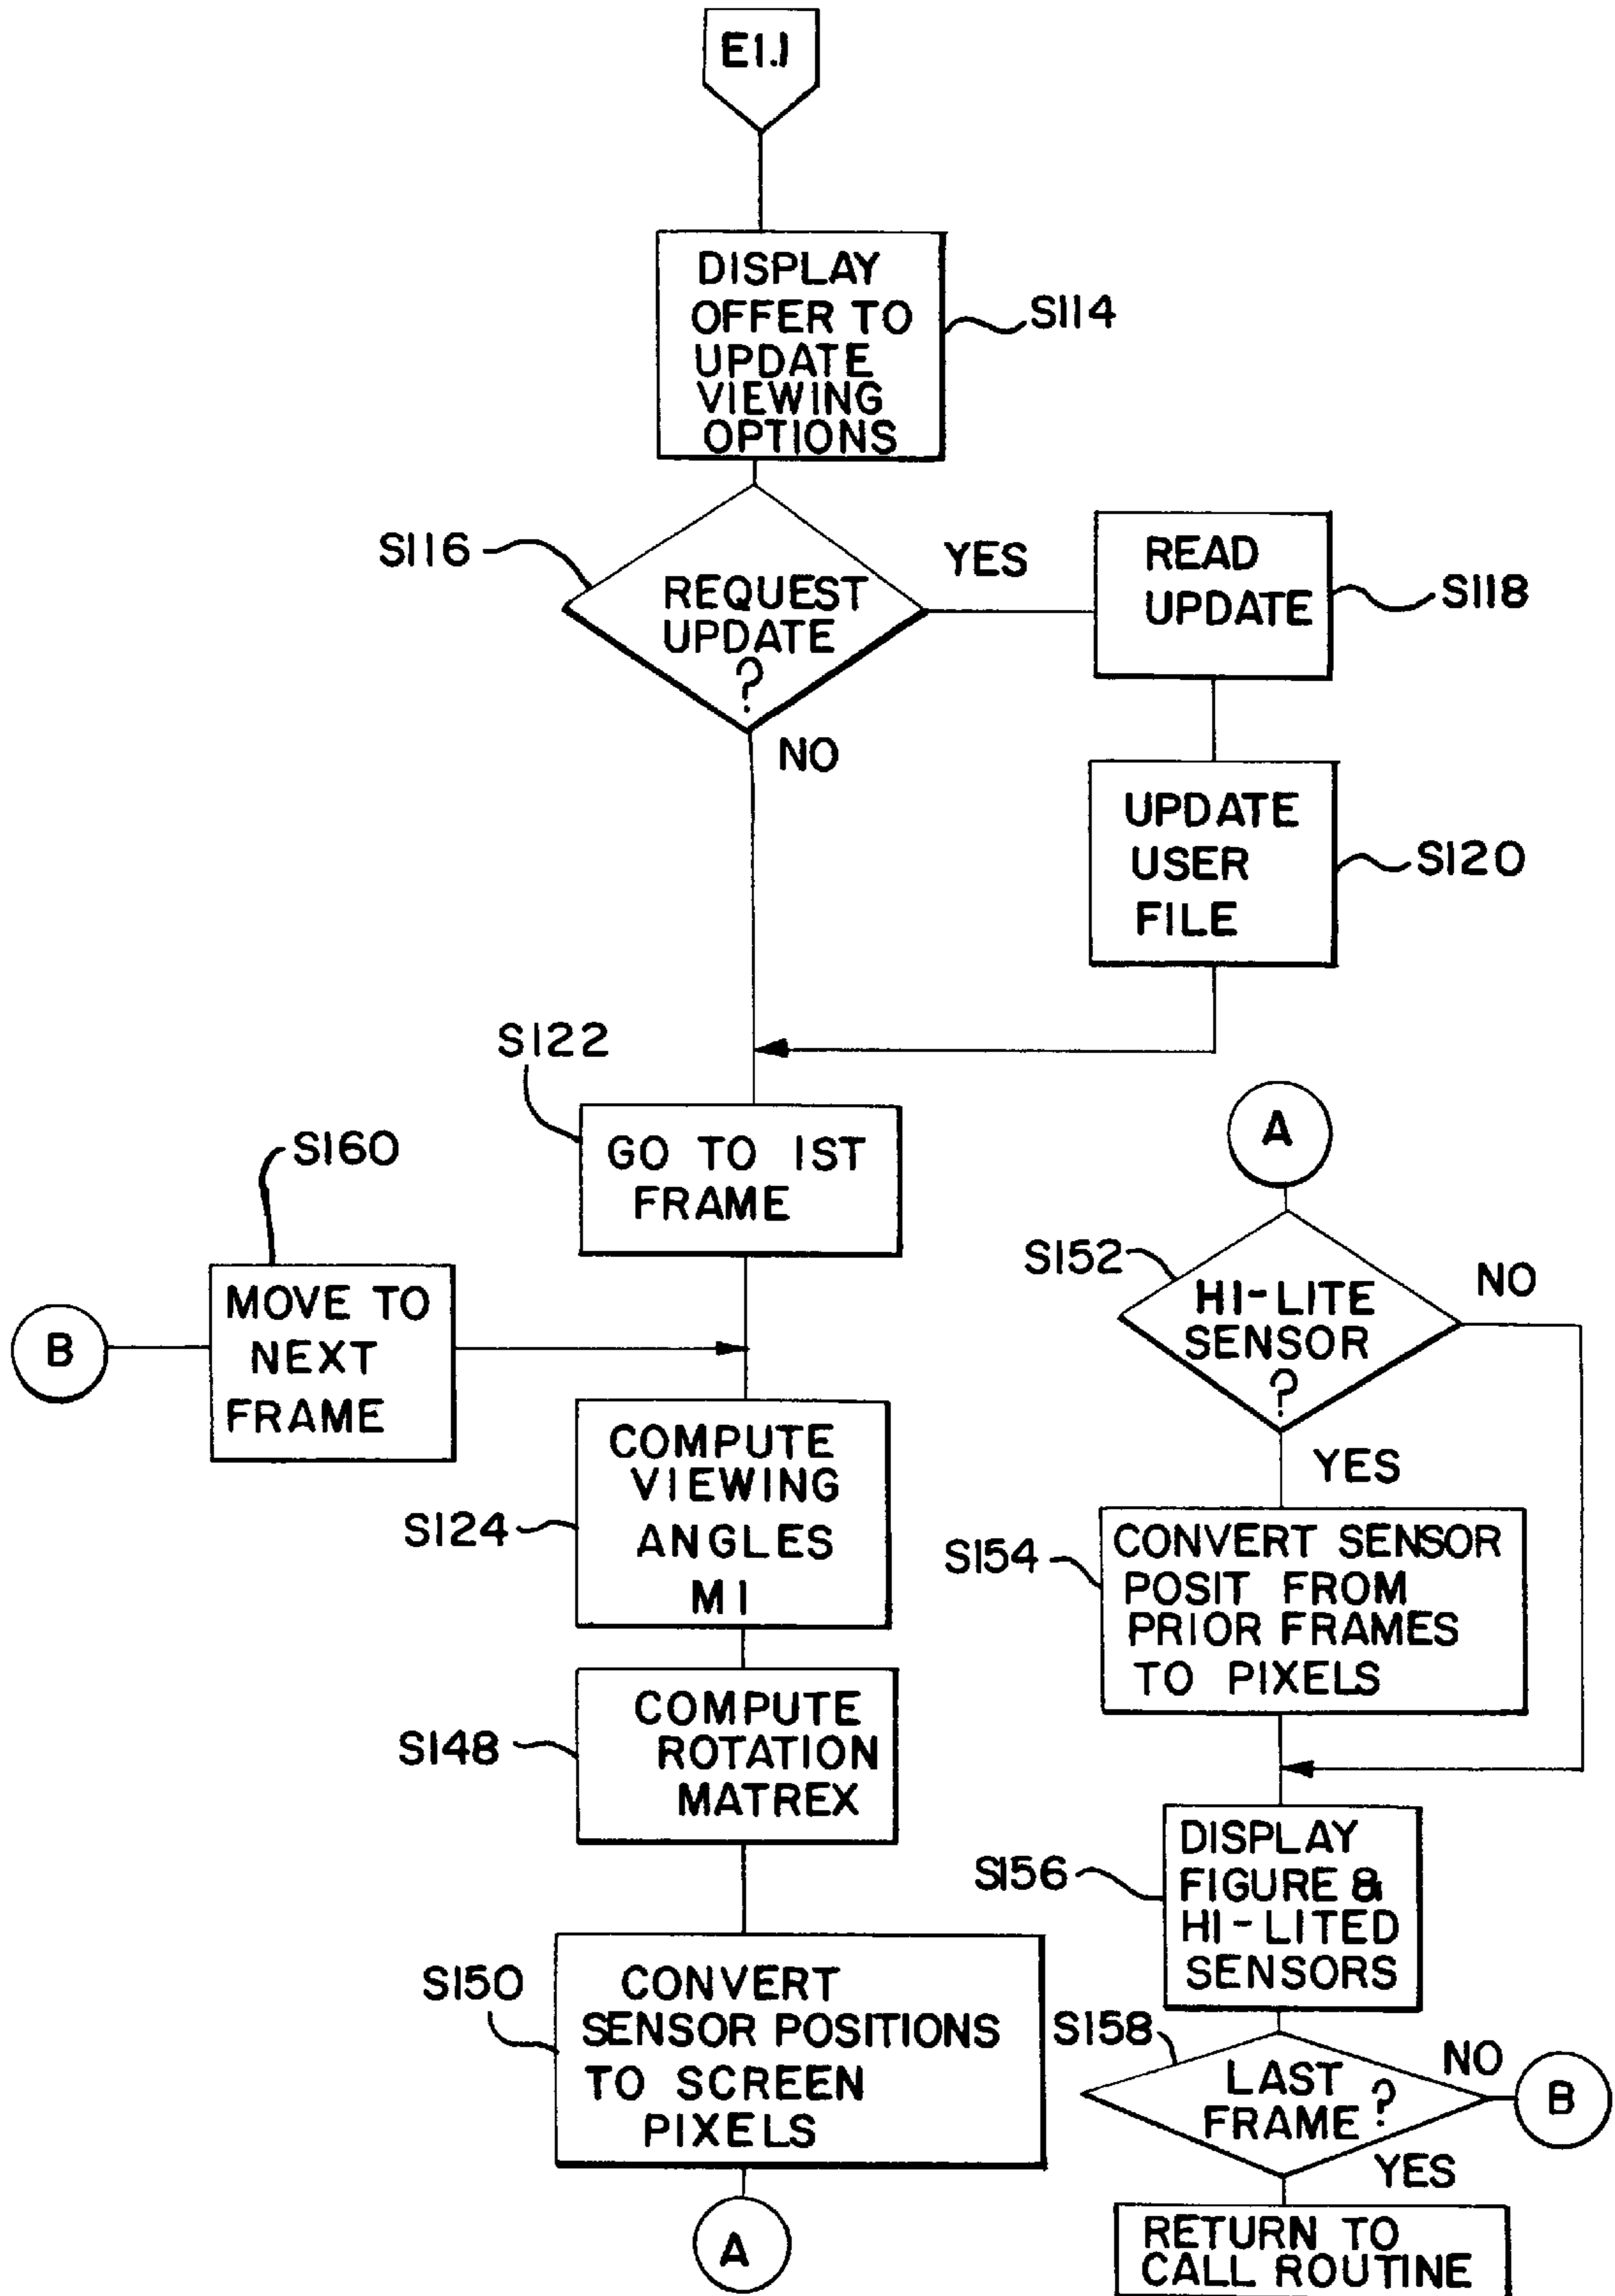 E1.1
DISPLAY
OFFER TO
UPDATE
VIEWING
OPTIONS
S114
S116
REQUEST
UPDATE
?
YES
NO
READ
UPDATE
S118
UPDATE
USER
FILE
S120
S122
GO TO 1ST
FRAME
S160
B
MOVE TO
NEXT
FRAME
S124
COMPUTE
VIEWING
ANGLES
M1
S148
COMPUTE
ROTATION
MATREX
S150
CONVERT
SENSOR POSITIONS
TO SCREEN
PIXELS
A
A
S152
HI-LITE
SENSOR
?
NO
YES
S154
CONVERT SENSOR
POSIT FROM
PRIOR FRAMES
TO PIXELS
S156
DISPLAY
FIGURE &
HI-LITED
SENSORS
S158
LAST
FRAME ?
NO
B
YES
RETURN TO
CALL ROUTINE